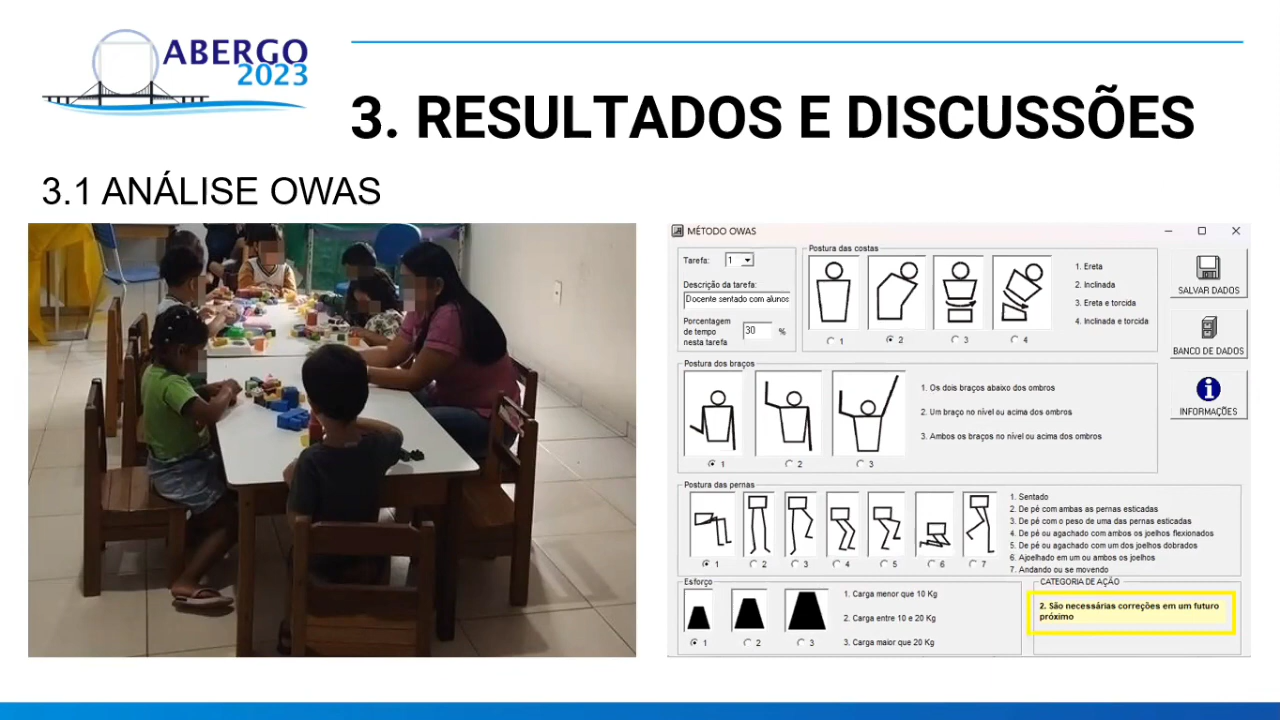 ABERGO
2023
3. RESULTADOS E DISCUSSÕES
3.1 ANÁLISE OWAS
MÉTODO OWAS
Tarefa: 1
Descrição da tarefa:
Docente sentado com alunos
Porcentagem
de tempo
nesta tarefa
30 %
Postura das costas
1 2 3 4
1. Ereta
2. Inclinada
3. Ereta e torcida
4. Inclinada e torcida
SALVAR DADOS
BANCO DE DADOS
INFORMAÇÕES
Postura dos braços
1 2 3
1. Os dois braços abaixo dos ombros
2. Um braço no nível ou acima dos ombros
3. Ambos os braços no nível ou acima dos ombros
Postura das pernas
1 2 3 4 5 6 7
1. Sentado
2. De pé com ambas as pernas esticadas
3. De pé com o peso de uma das pernas esticadas
4. De pé ou agachado com ambos os joelhos flexionados
5. De pé ou agachado com um dos joelhos dobrados
6. Ajoelhado em um ou ambos os joelhos
7. Andando ou se movendo
Esforço
1 2 3
1. Carga menor que 10 Kg
2. Carga entre 10 e 20 Kg
3. Carga maior que 20 Kg
CATEGORIA DE AÇÃO
2. São necessárias correções em um futuro
próximo